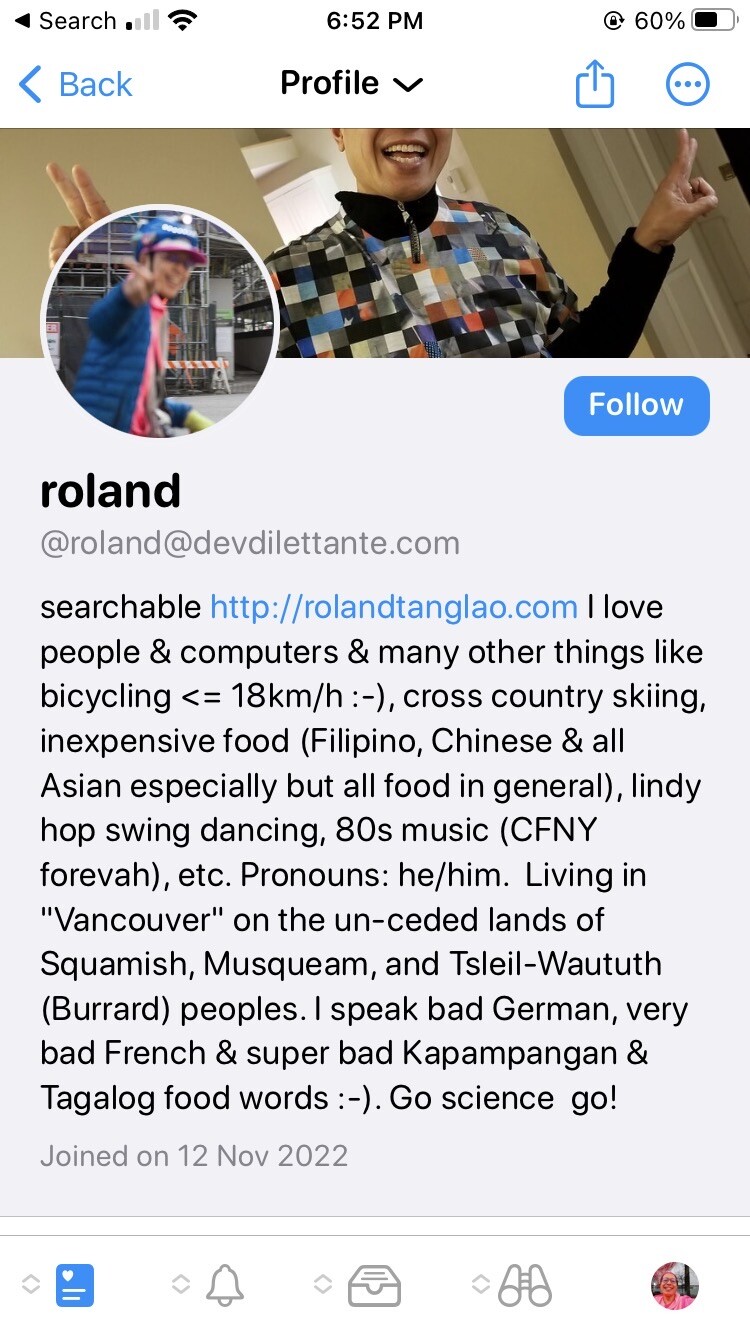 Search
6:52 PM
60%
Back
Profile
Follow
roland
@roland@devdilettante.com
searchable http://rolandtanglao.com I love
people & computers & many other things like
bicycling <= 18km/h :-), cross country skiing,
inexpensive food (Filipino, Chinese & all
Asian especially but all food in general), lindy
hop swing dancing, 80s music (CFNY
forevah), etc. Pronouns: he/him.  Living in
"Vancouver" on the un-ceded lands of
Squamish, Musqueam, and Tsleil-Waututh
(Burrard) peoples. I speak bad German, very
bad French & super bad Kapampangan &
Tagalog food words :-). Go science  go!
Joined on 12 Nov 2022